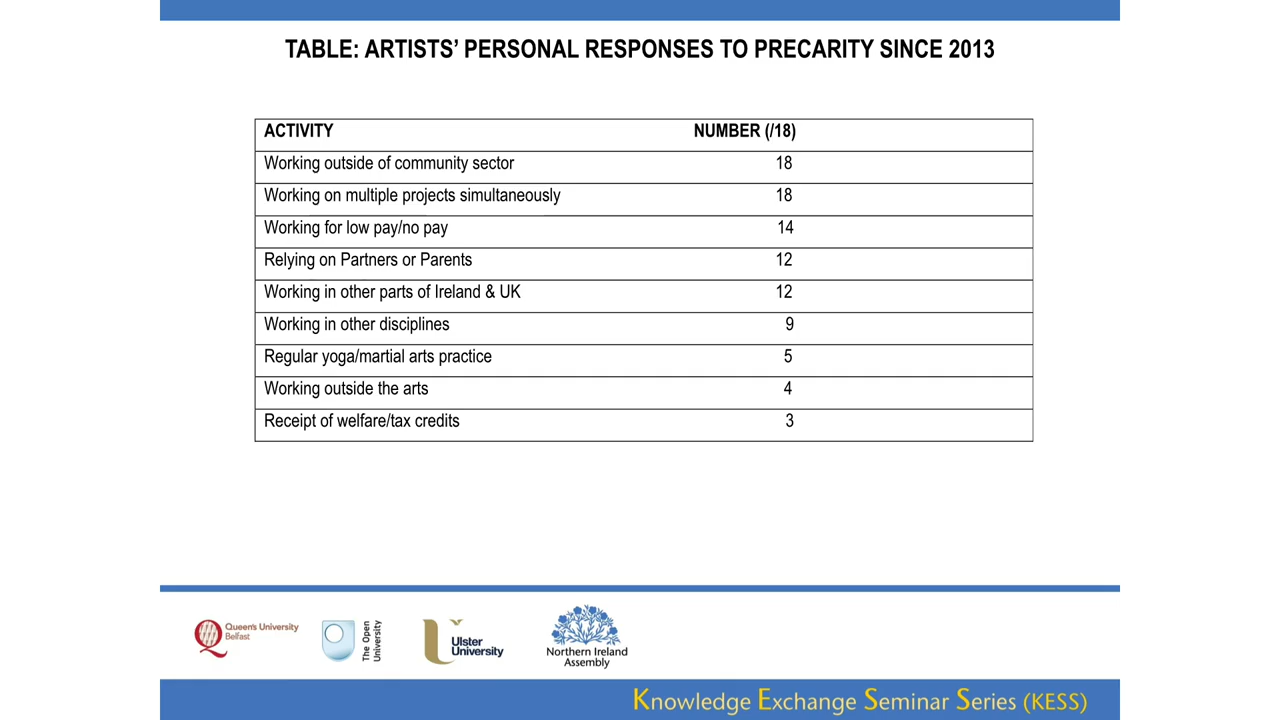 TABLE: ARTISTS’ PERSONAL RESPONSES TO PRECARITY SINCE 2013
ACTIVITY NUMBER (/18)
Working outside of community sector 18
Working on multiple projects simultaneously 18
Working for low pay/no pay 14
Relying on Partners or Parents 12
Working in other parts of Ireland & UK 12
Working in other disciplines 9
Regular yoga/martial arts practice 5
Working outside the arts 4
Receipt of welfare/tax credits 3
Queen's University
Belfast
The Open
University
Ulster
University
Northern Ireland
Assembly
Knowledge Exchange Seminar Series (KESS)